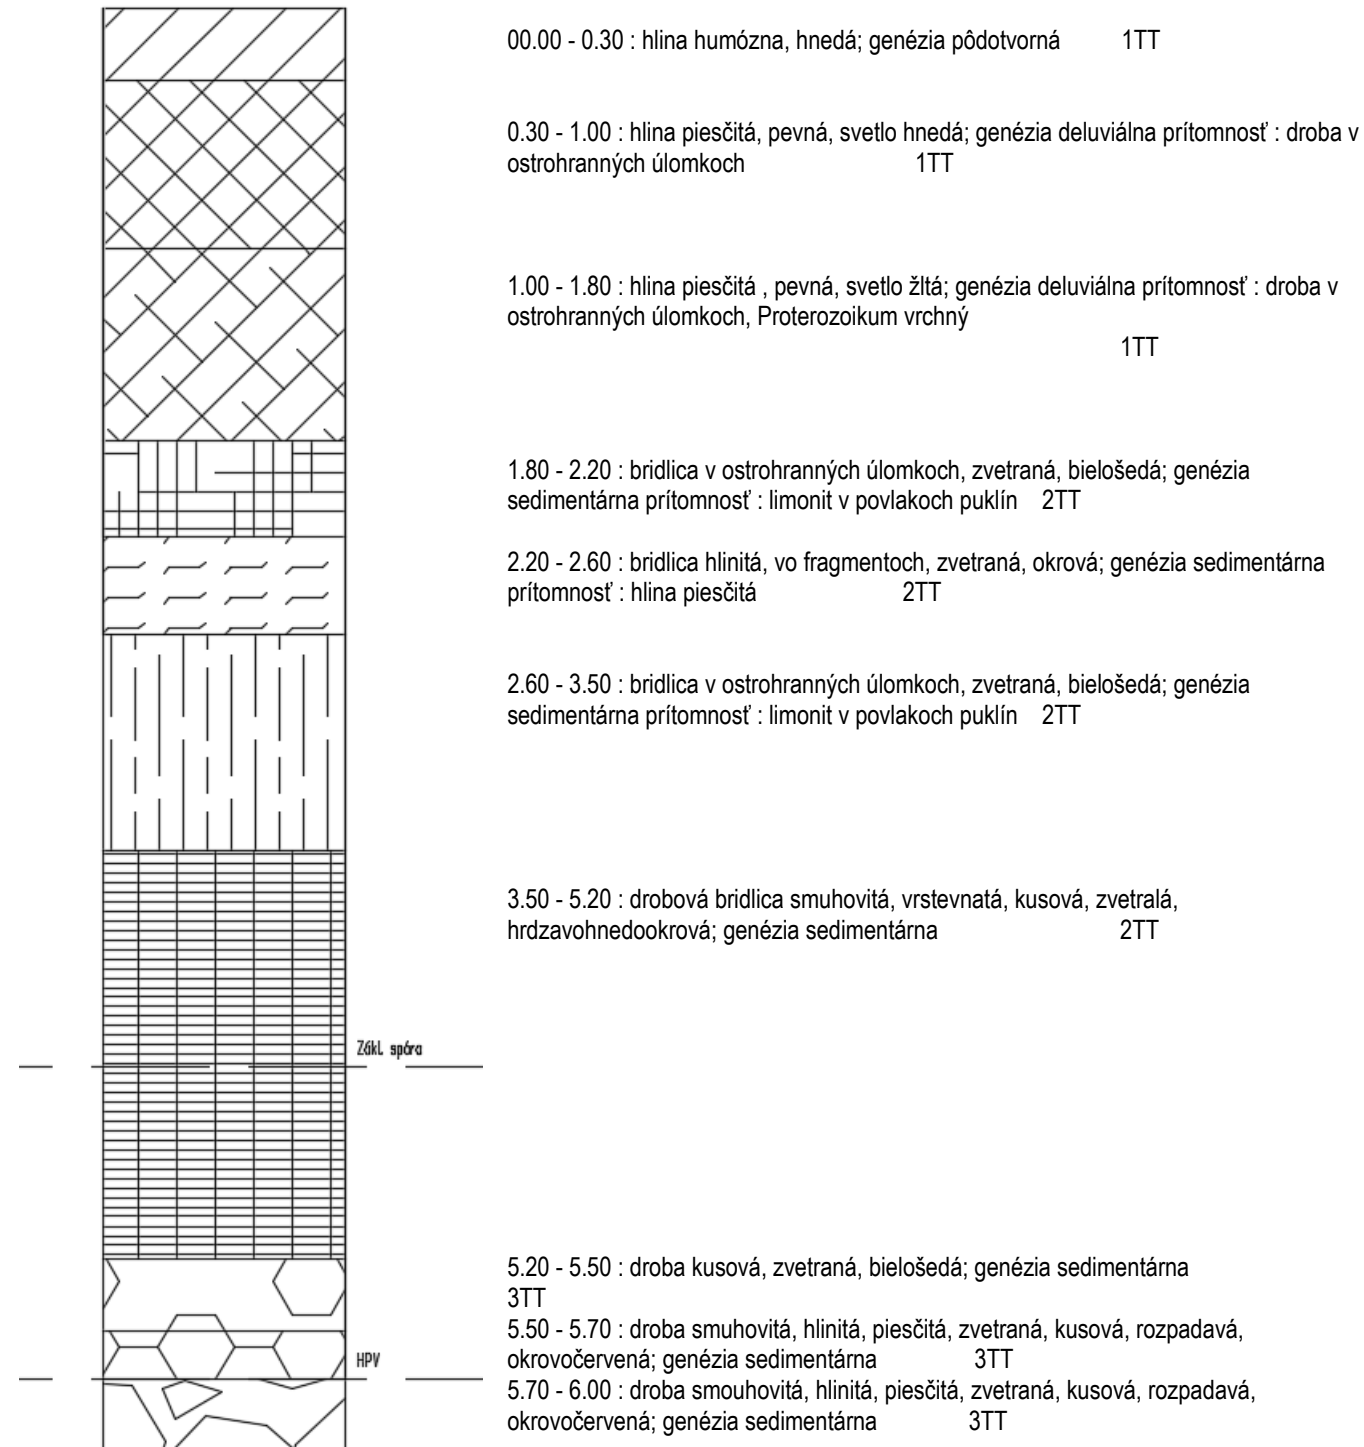 00.00 - 0.30 : hlina humózna, hnedá; genézia pôdotvorná 1TT
0.30 - 1.00 : hlina piesčitá, pevná, svetlo hnedá; genézia deluviálna prítomnosť : droba v
ostrohranných úlomkoch 1TT
1.00 - 1.80 : hlina piesčitá , pevná, svetlo žltá; genézia deluviálna prítomnosť : droba v
ostrohranných úlomkoch, Proterozoikum vrchný
1TT
1.80 - 2.20 : bridlica v ostrohranných úlomkoch, zvetraná, bielošedá; genézia
sedimentárna prítomnosť : limonit v povlakoch puklín 2TT
2.20 - 2.60 : bridlica hlinitá, vo fragmentoch, zvetraná, okrová; genézia sedimentárna
prítomnosť : hlina piesčitá 2TT
2.60 - 3.50 : bridlica v ostrohranných úlomkoch, zvetraná, bielošedá; genézia
sedimentárna prítomnosť : limonit v povlakoch puklín 2TT
3.50 - 5.20 : drobová bridlica smuhovitá, vrstevnatá, kusová, zvetralá,
hrdzavohnedookrová; genézia sedimentárna 2TT
Zákl. spára
5.20 - 5.50 : droba kusová, zvetraná, bielošedá; genézia sedimentárna
3TT
5.50 - 5.70 : droba smuhovitá, hlinitá, piesčitá, zvetraná, kusová, rozpadavá,
okrovočervená; genézia sedimentárna 3TT
HPV
5.70 - 6.00 : droba smouhovitá, hlinitá, piesčitá, zvetraná, kusová, rozpadavá,
okrovočervená; genézia sedimentárna 3TT